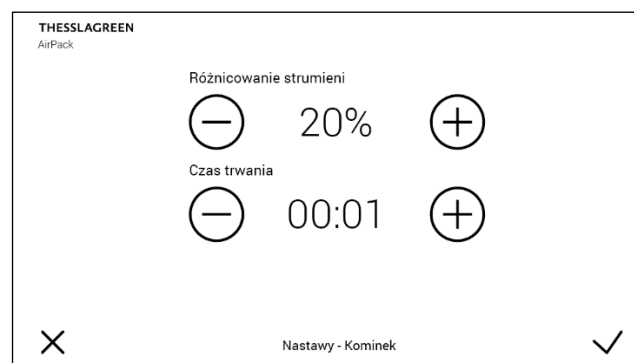 THESSLAGREEN
AirPack
Różnicowanie strumieni
20%
Czas trwania
00:01
Nastawy - Kominek